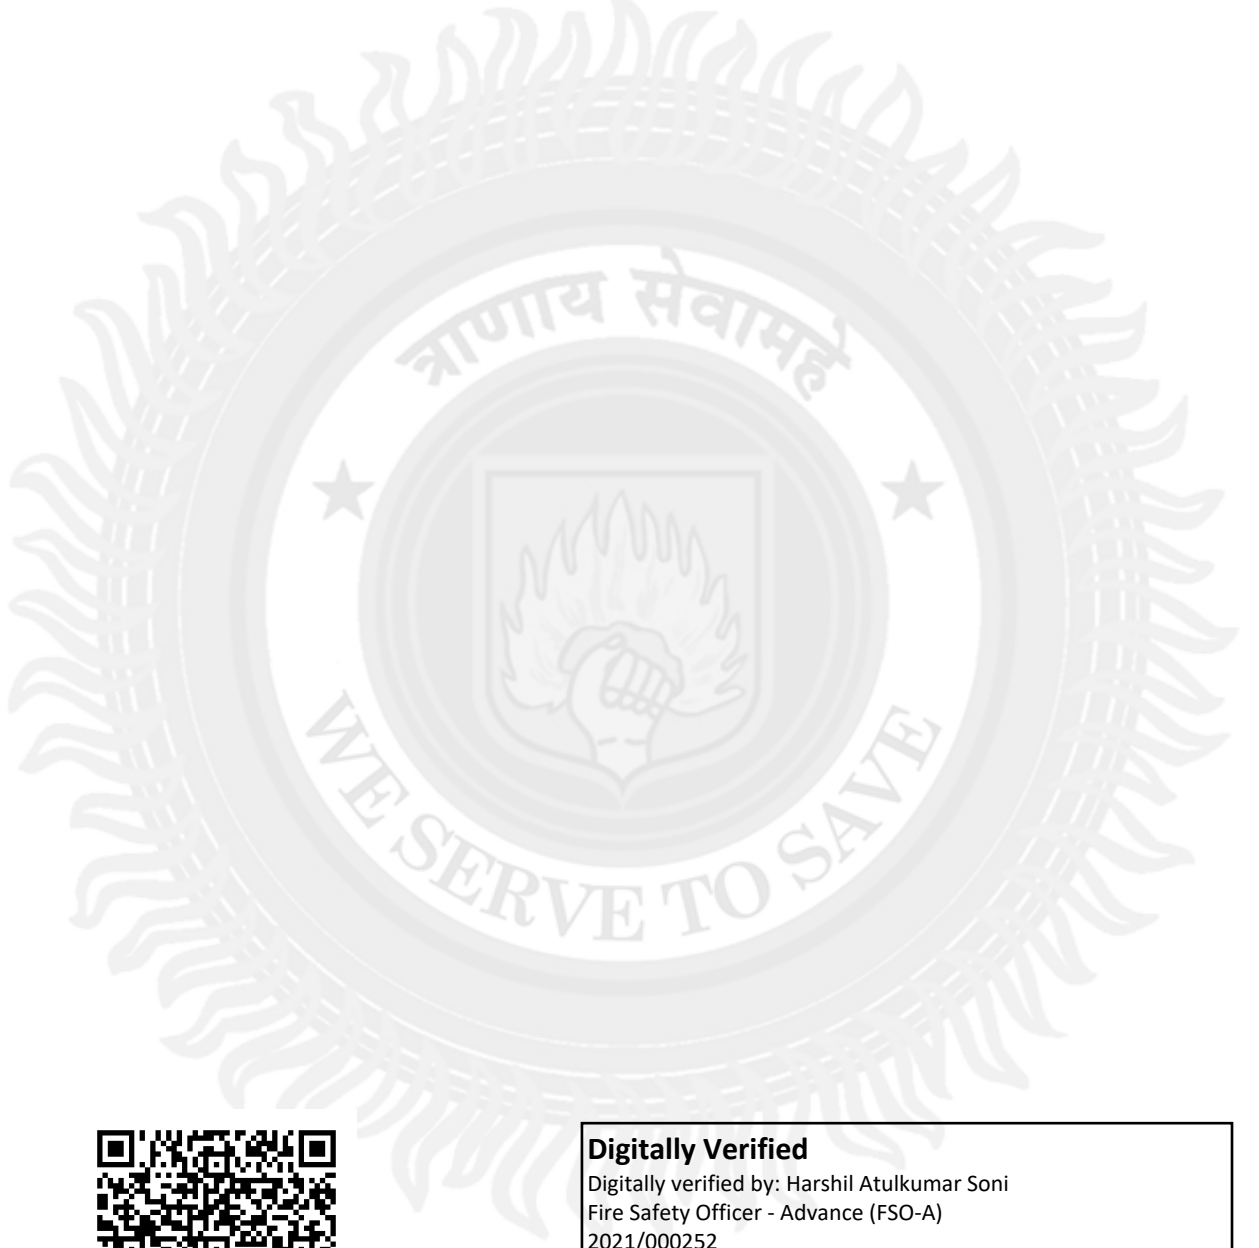 त्राणाय सेवामहे
WE SERVE TO SAVE
Digitally Verified
Digitally verified by: Harshil Atulkumar Soni
Fire Safety Officer - Advance (FSO-A)
2021/000252